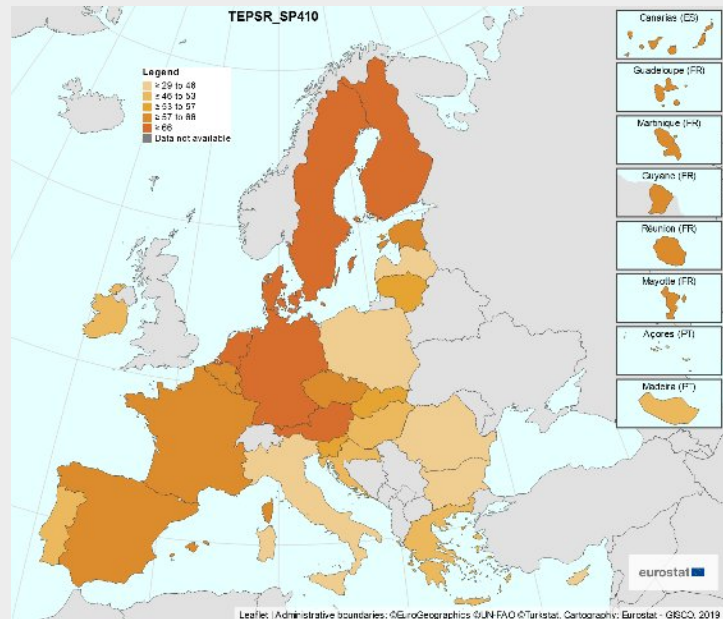 TEPSR_SP410
Legend
≥ 29 to 46
≥ 46 to 53
≥ 53 to 57
≥ 57 to 66
≥ 66
Data not available
Canarias (ES)
Guadeloupe (FR)
Martinique (FR)
Guyane (FR)
Réunion (FR)
Mayotte (FR)
Açores (PT)
Madeira (PT)
eurostat
Leaflet | Administrative boundaries: ©EuroGeographics ©UN-FAO ©Turkstat, Cartography: Eurostat - GISCO, 2019